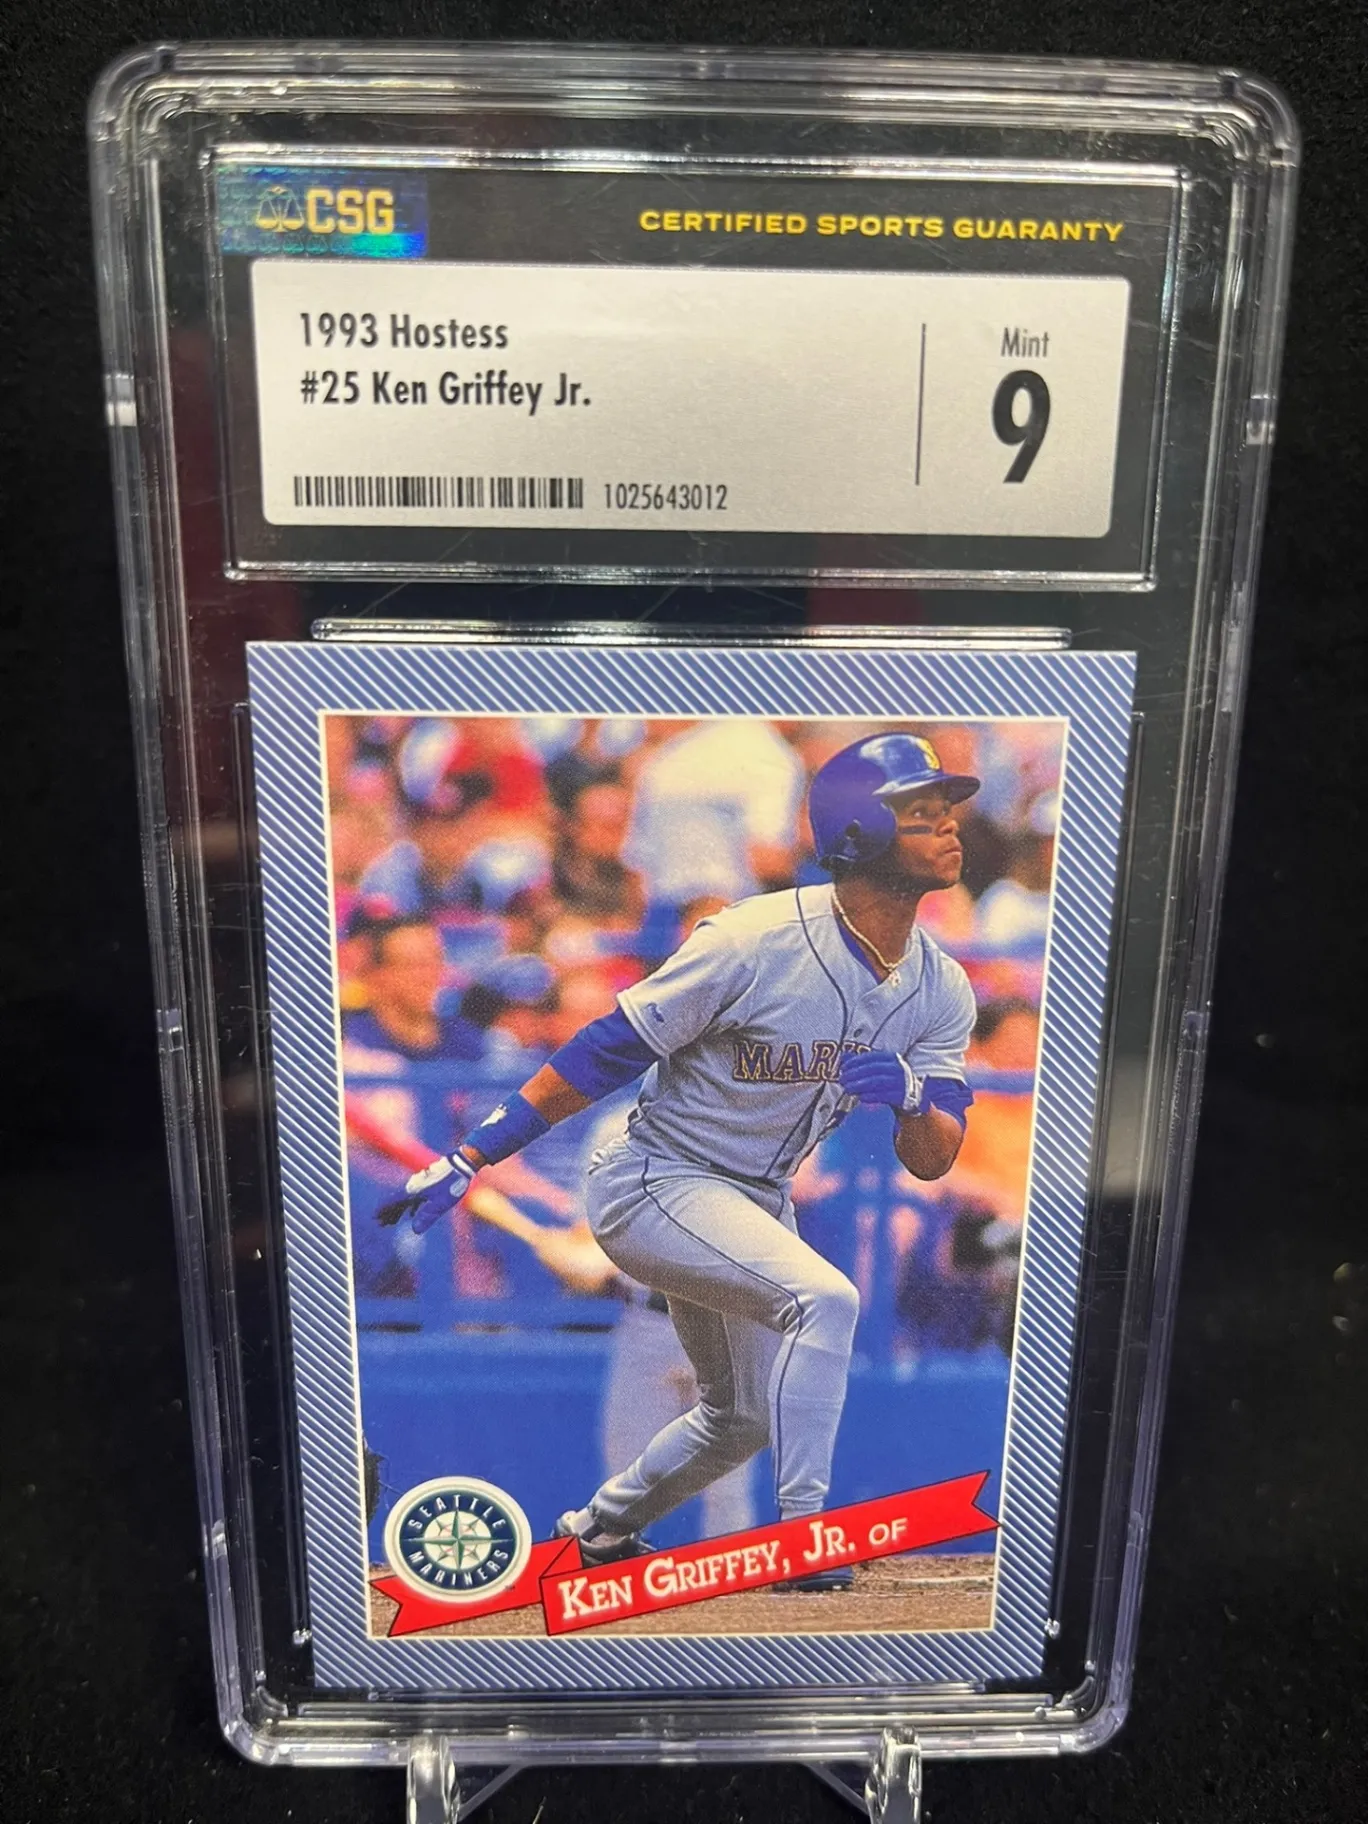 CSG
CERTIFIED SPORTS GUARANTY
1993 Hostess
#25 Ken Griffey Jr.
Mint
9
1025643012
S
MARI
SEATTLE
MARINERS
KEN GRIFFEY, JR. OF